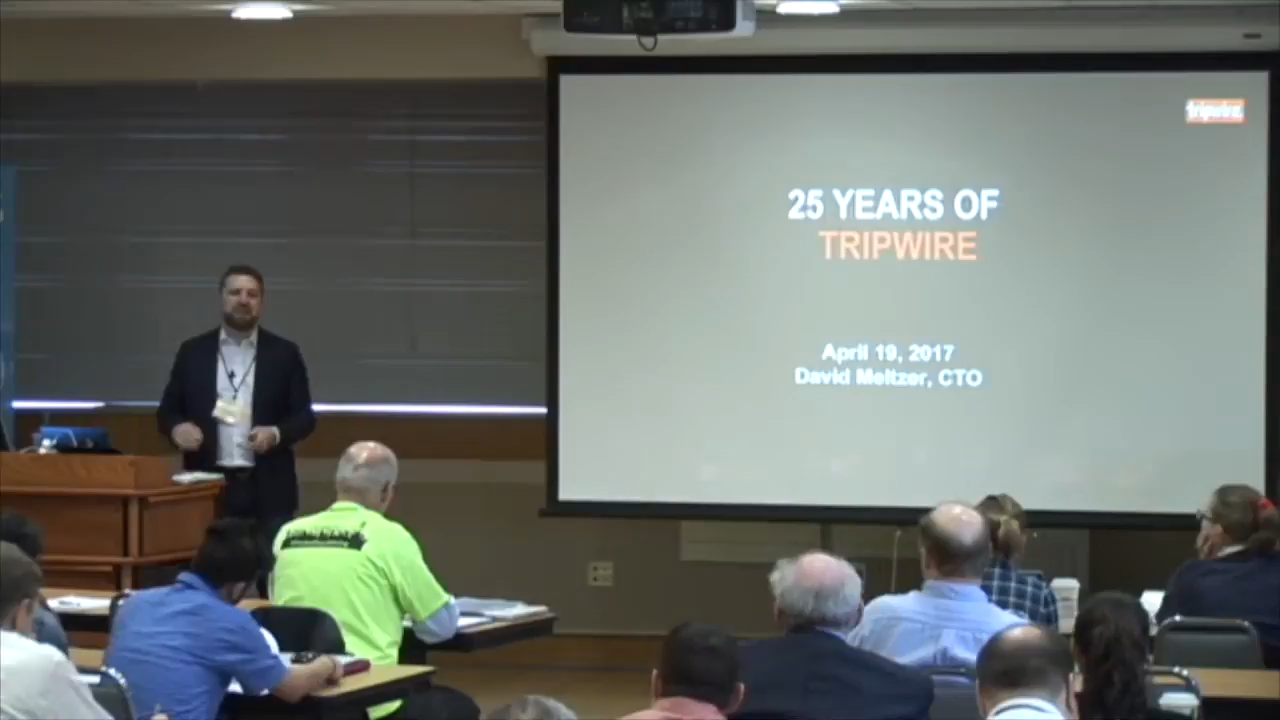 tripwire
25 YEARS OF
TRIPWIRE
April 19, 2017
David Meltzer, CTO